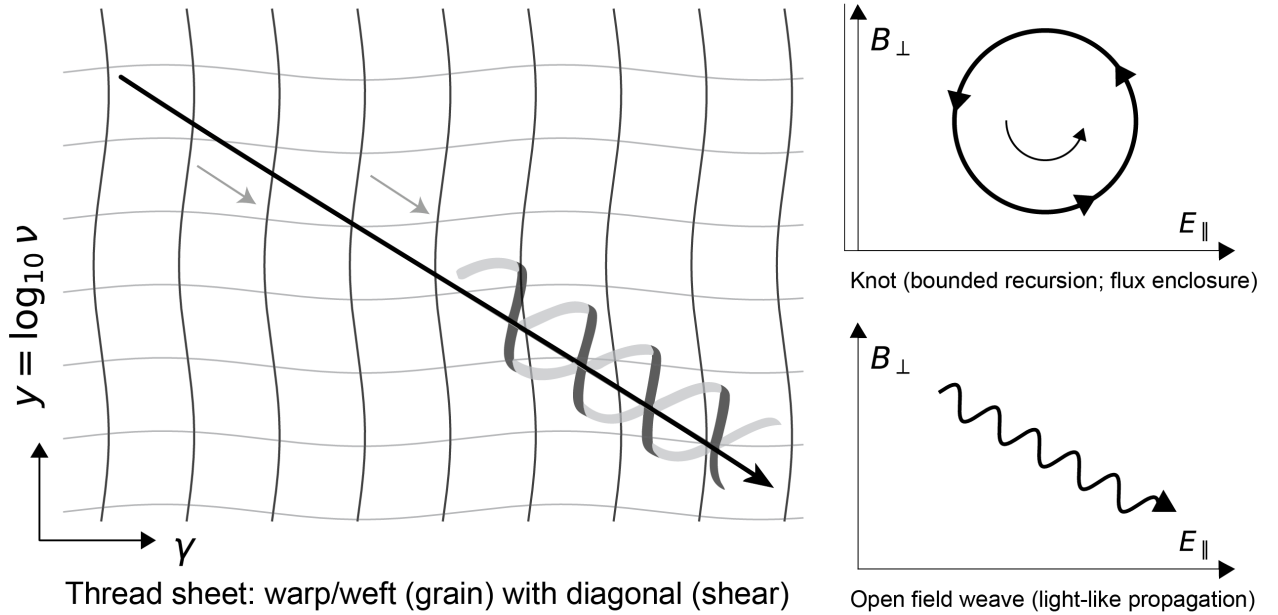 y = log₁₀ ν
γ
Thread sheet: warp/weft (grain) with diagonal (shear)
B⊥
E∥
Knot (bounded recursion; flux enclosure)
B⊥
E∥
Open field weave (light-like propagation)